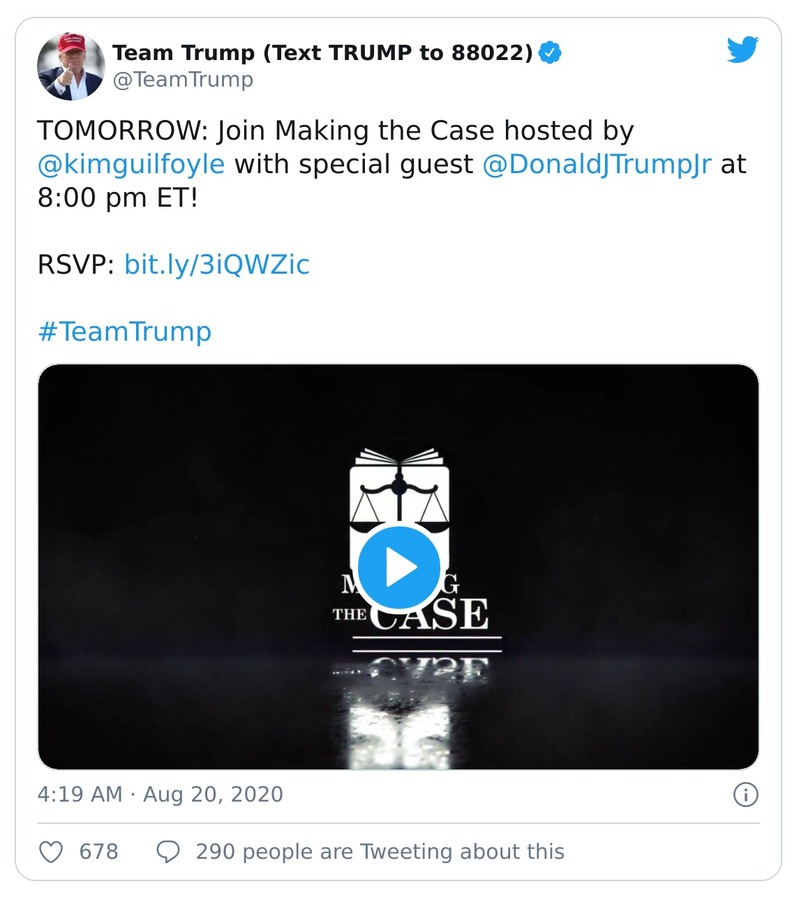 Team Trump (Text TRUMP to 88022)
@TeamTrump
TOMORROW: Join Making the Case hosted by
@kimguilfoyle with special guest @DonaldJTrumpJr at
8:00 pm ET!
RSVP: bit.ly/3iQWZic
#TeamTrump
THE CASE
4:19 AM · Aug 20, 2020
678 290 people are Tweeting about this